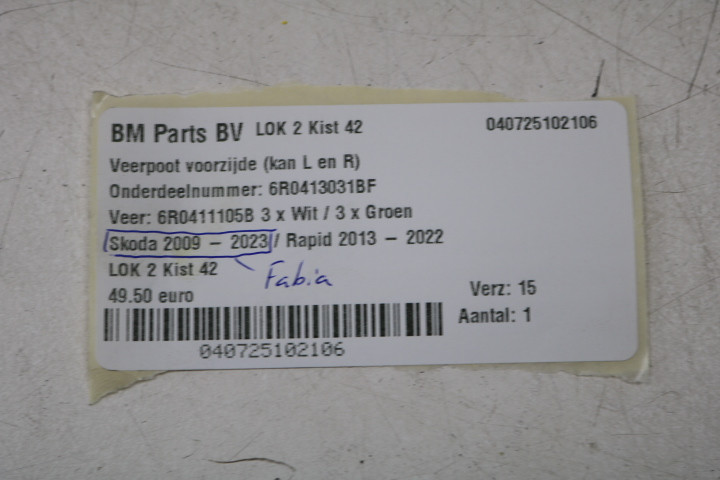 BM Parts BV LOK 2 Kist 42 040725102106
Veerpoot voorzijde (kan L en R)
Onderdeelnummer: 6R0413031BF
Veer: 6R0411105B 3 x Wit / 3 x Groen
Skoda 2009 - 2023 / Rapid 2013 - 2022
LOK 2 Kist 42
Fabia
49.50 euro
Verz: 15
Aantal: 1
040725102106